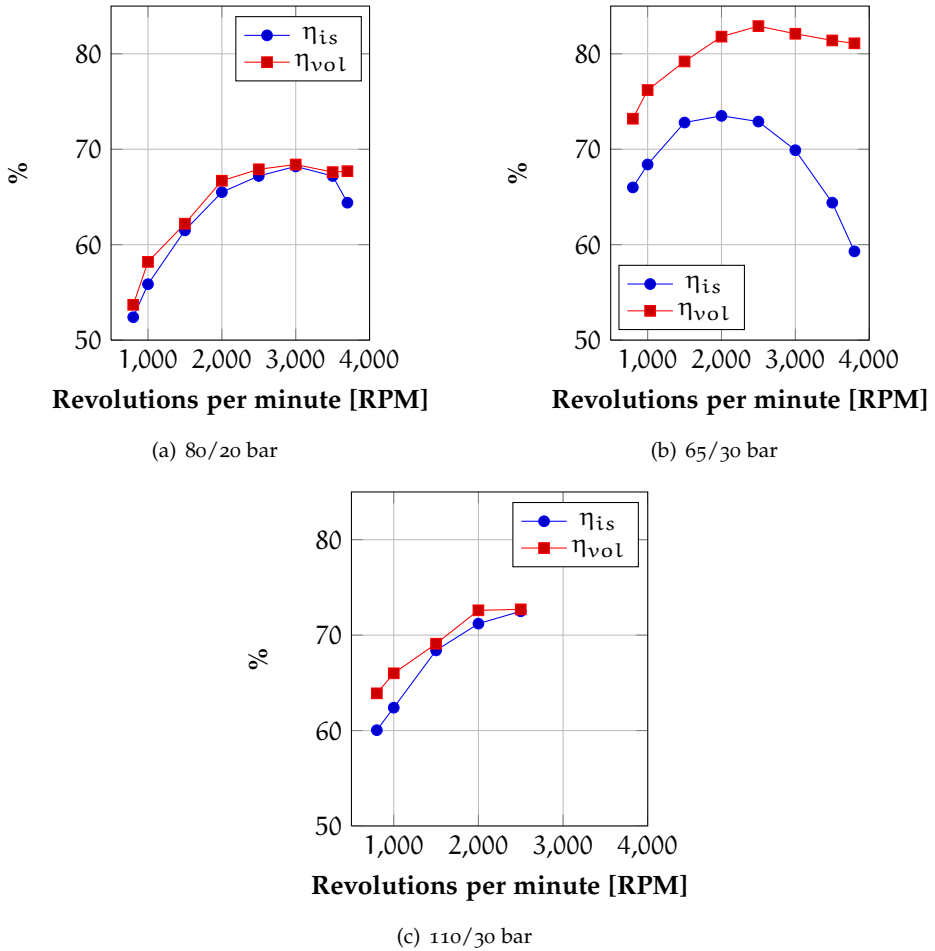 ηis
ηvol
80
70
60
50
%
1,000
2,000
3,000
4,000
Revolutions per minute [RPM]
(a) 80/20 bar
80
70
60
50
%
ηis
ηvol
1,000
2,000
3,000
4,000
Revolutions per minute [RPM]
(b) 65/30 bar
ηis
ηvol
80
70
60
50
%
1,000
2,000
3,000
4,000
Revolutions per minute [RPM]
(c) 110/30 bar